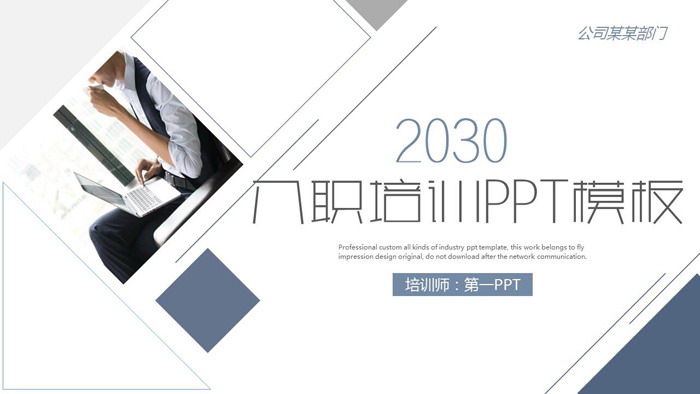 公司某某部门
2030
入职培训PPT模板
Professional custom all kinds of industry ppt template, this work belongs to fly
impression design original, do not download after the network communication.
培训师：第一PPT